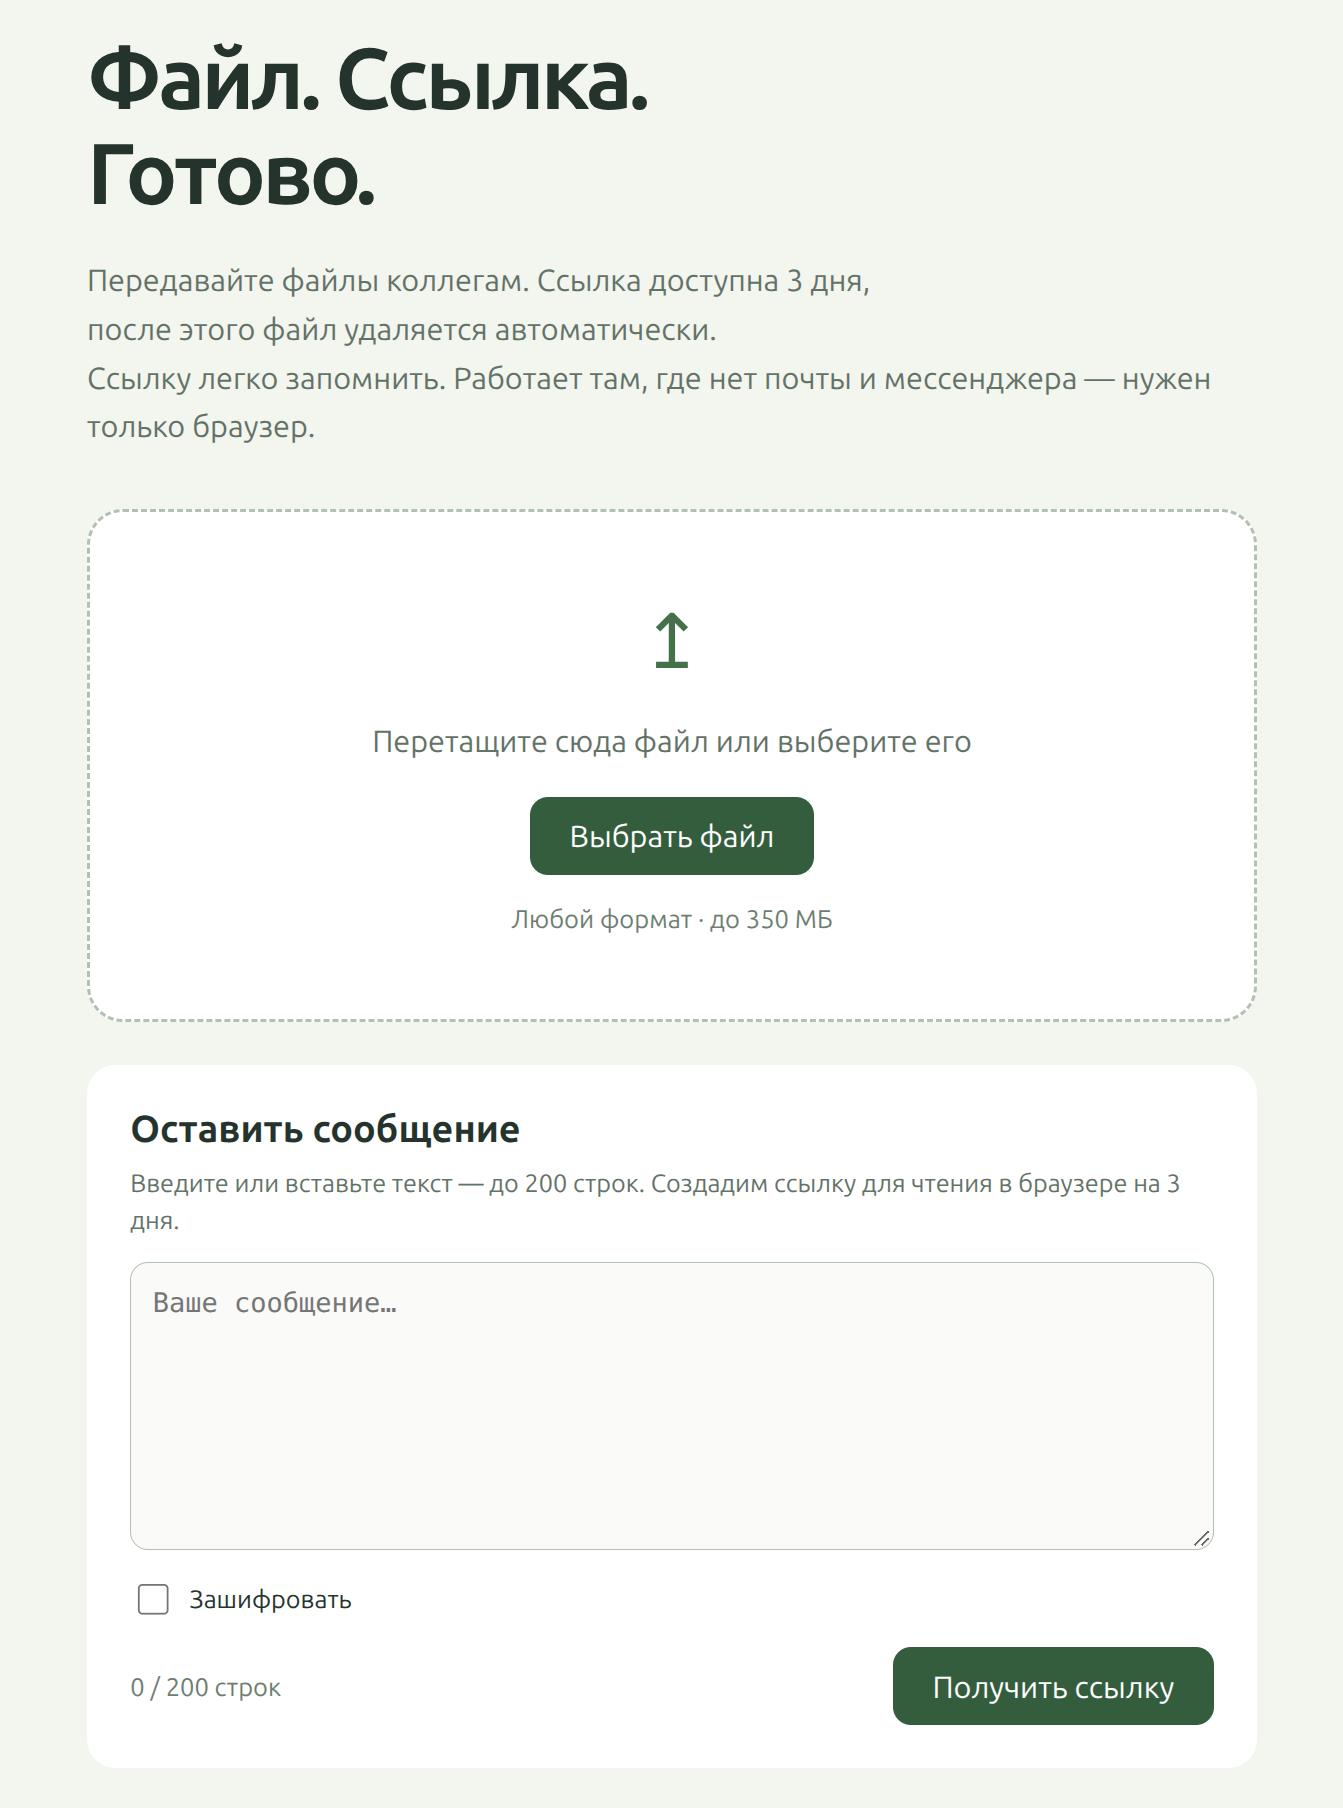 Файл. Ссылка.
Готово.
Передавайте файлы коллегам. Ссылка доступна 3 дня,
после этого файл удаляется автоматически.
Ссылку легко запомнить. Работает там, где нет почты и мессенджера — нужен
только браузер.
↥
Перетащите сюда файл или выберите его
Выбрать файл
Любой формат · до 350 МБ
Оставить сообщение
Введите или вставьте текст — до 200 строк. Создадим ссылку для чтения в браузере на 3
дня.
Ваше сообщение…
Зашифровать
0 / 200 строк
Получить ссылку